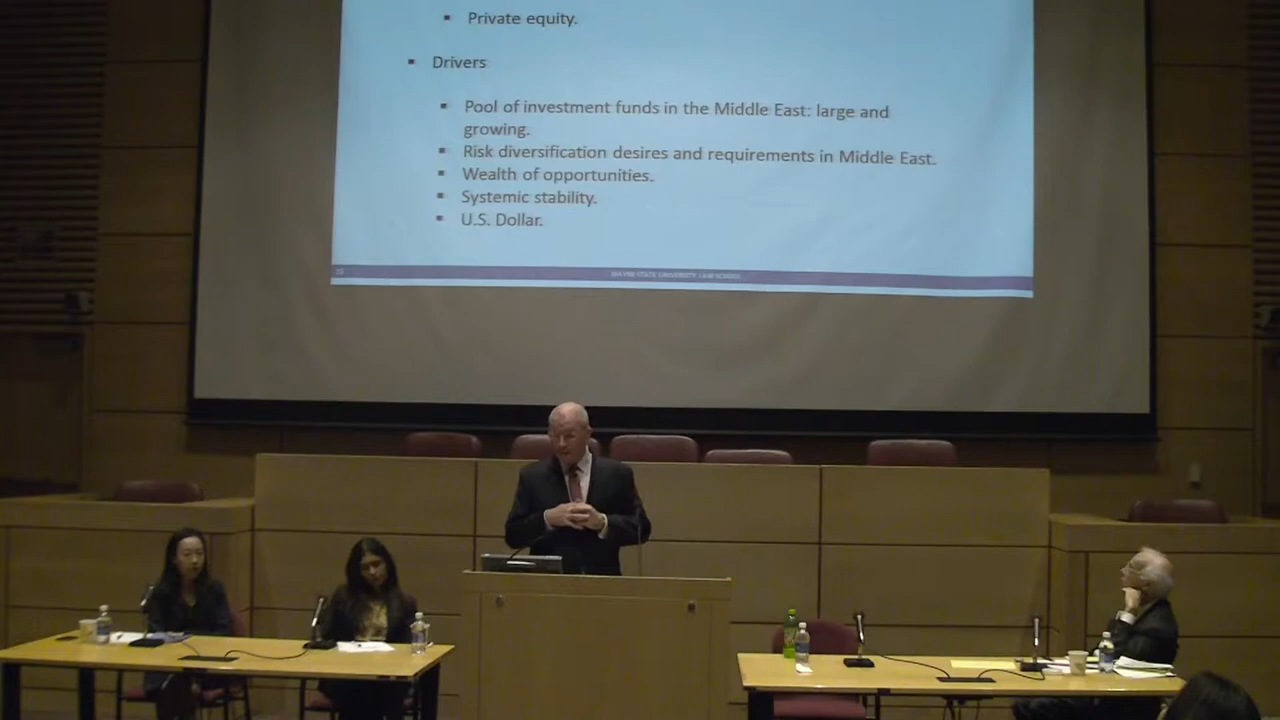 ▪ Private equity.
▪ Drivers
▪ Pool of investment funds in the Middle East: large and
growing.
▪ Risk diversification desires and requirements in Middle East.
▪ Wealth of opportunities.
▪ Systemic stability.
▪ U.S. Dollar.
WAYNE STATE UNIVERSITY LAW SCHOOL